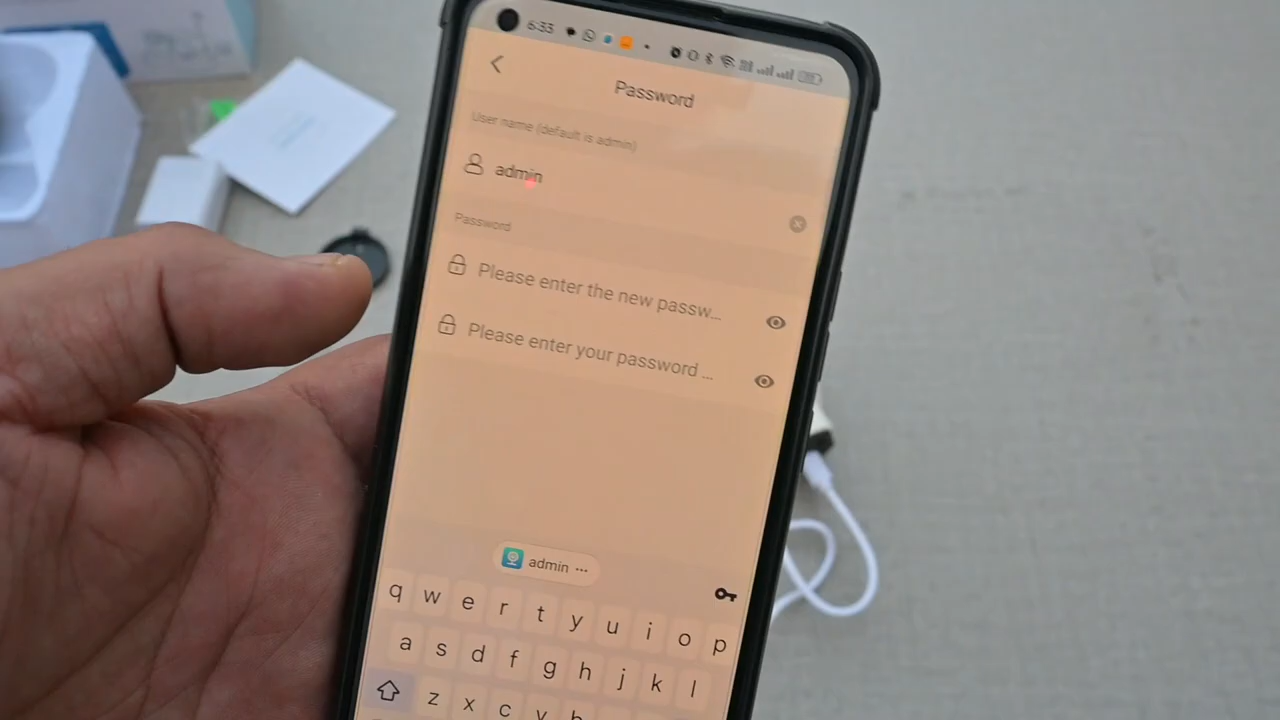 6:33
Password
User name (default is admin)
admin
Password
Please enter the new passw...
Please enter your password ...
admin ...
q w e r t y u i o p
a s d f g h j k l
z x c v b